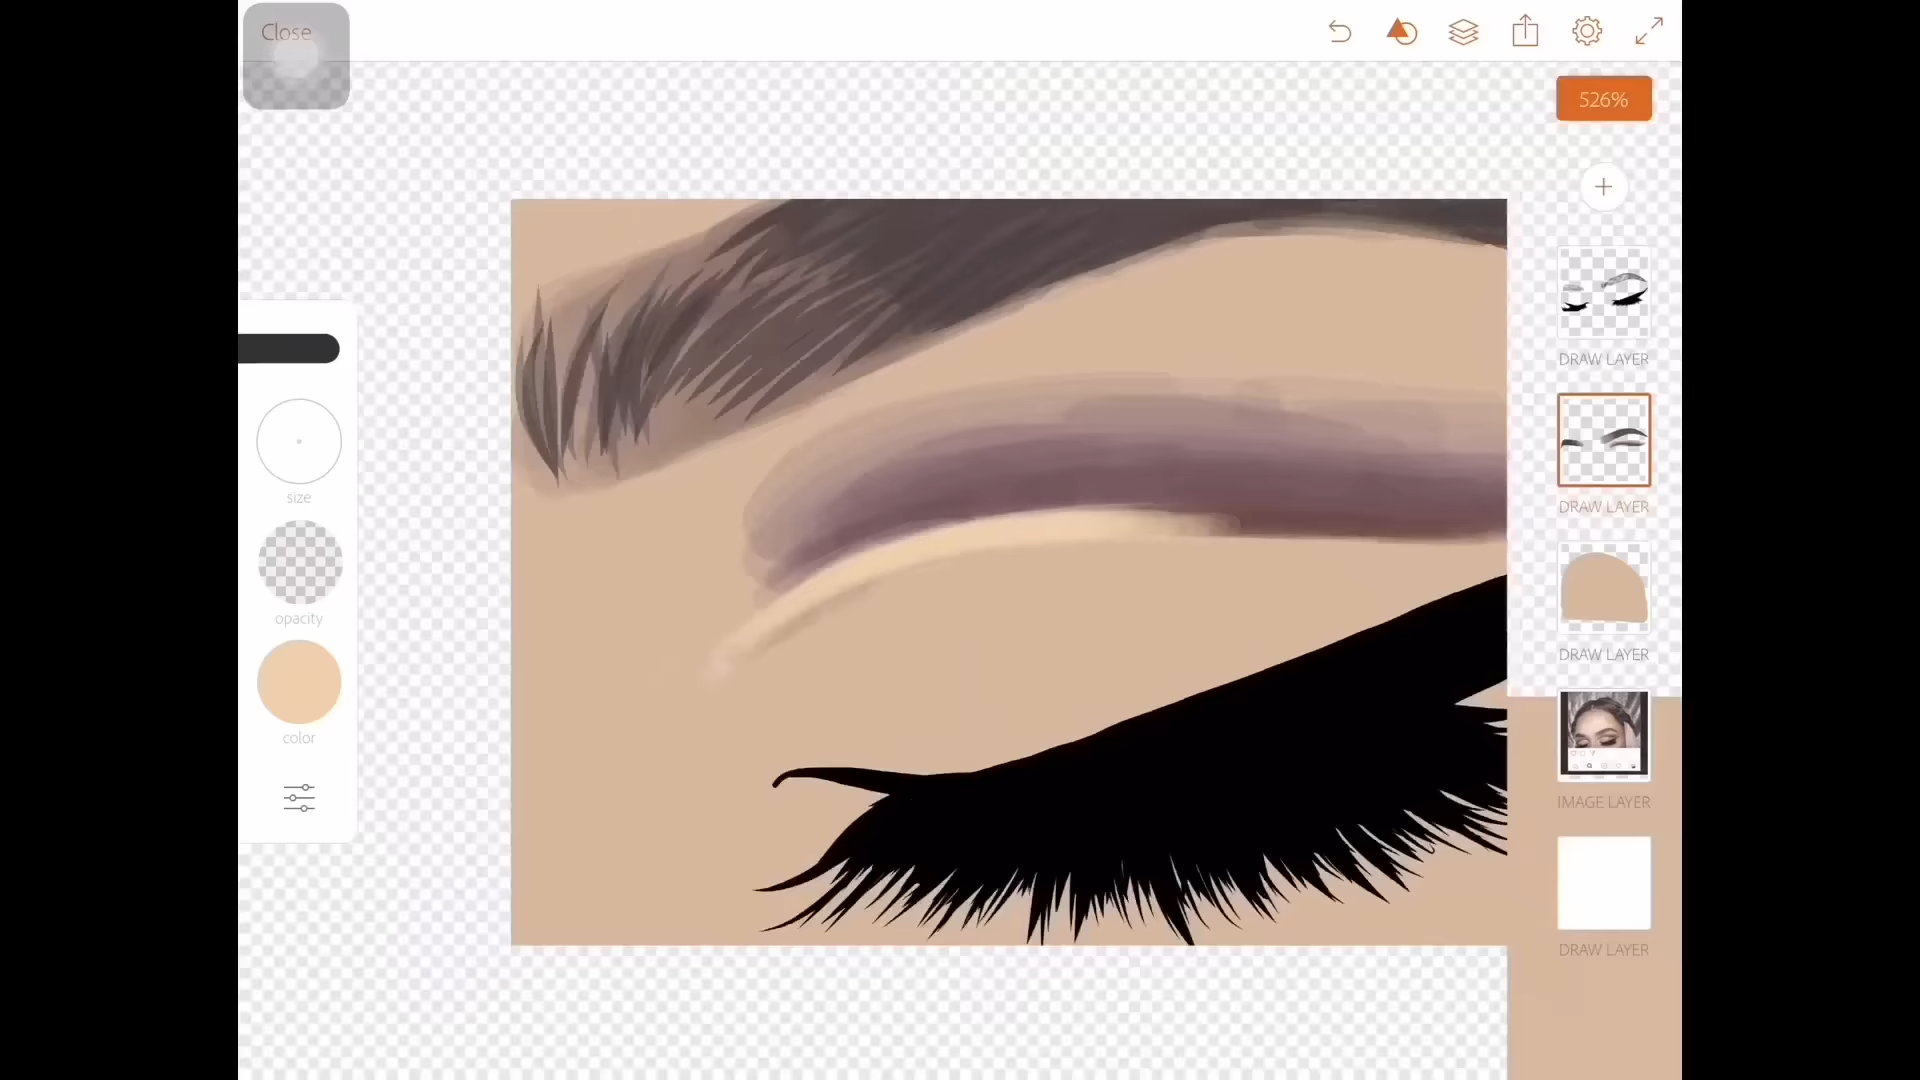 Close
526%
size
opacity
color
DRAW LAYER
DRAW LAYER
DRAW LAYER
IMAGE LAYER
DRAW LAYER